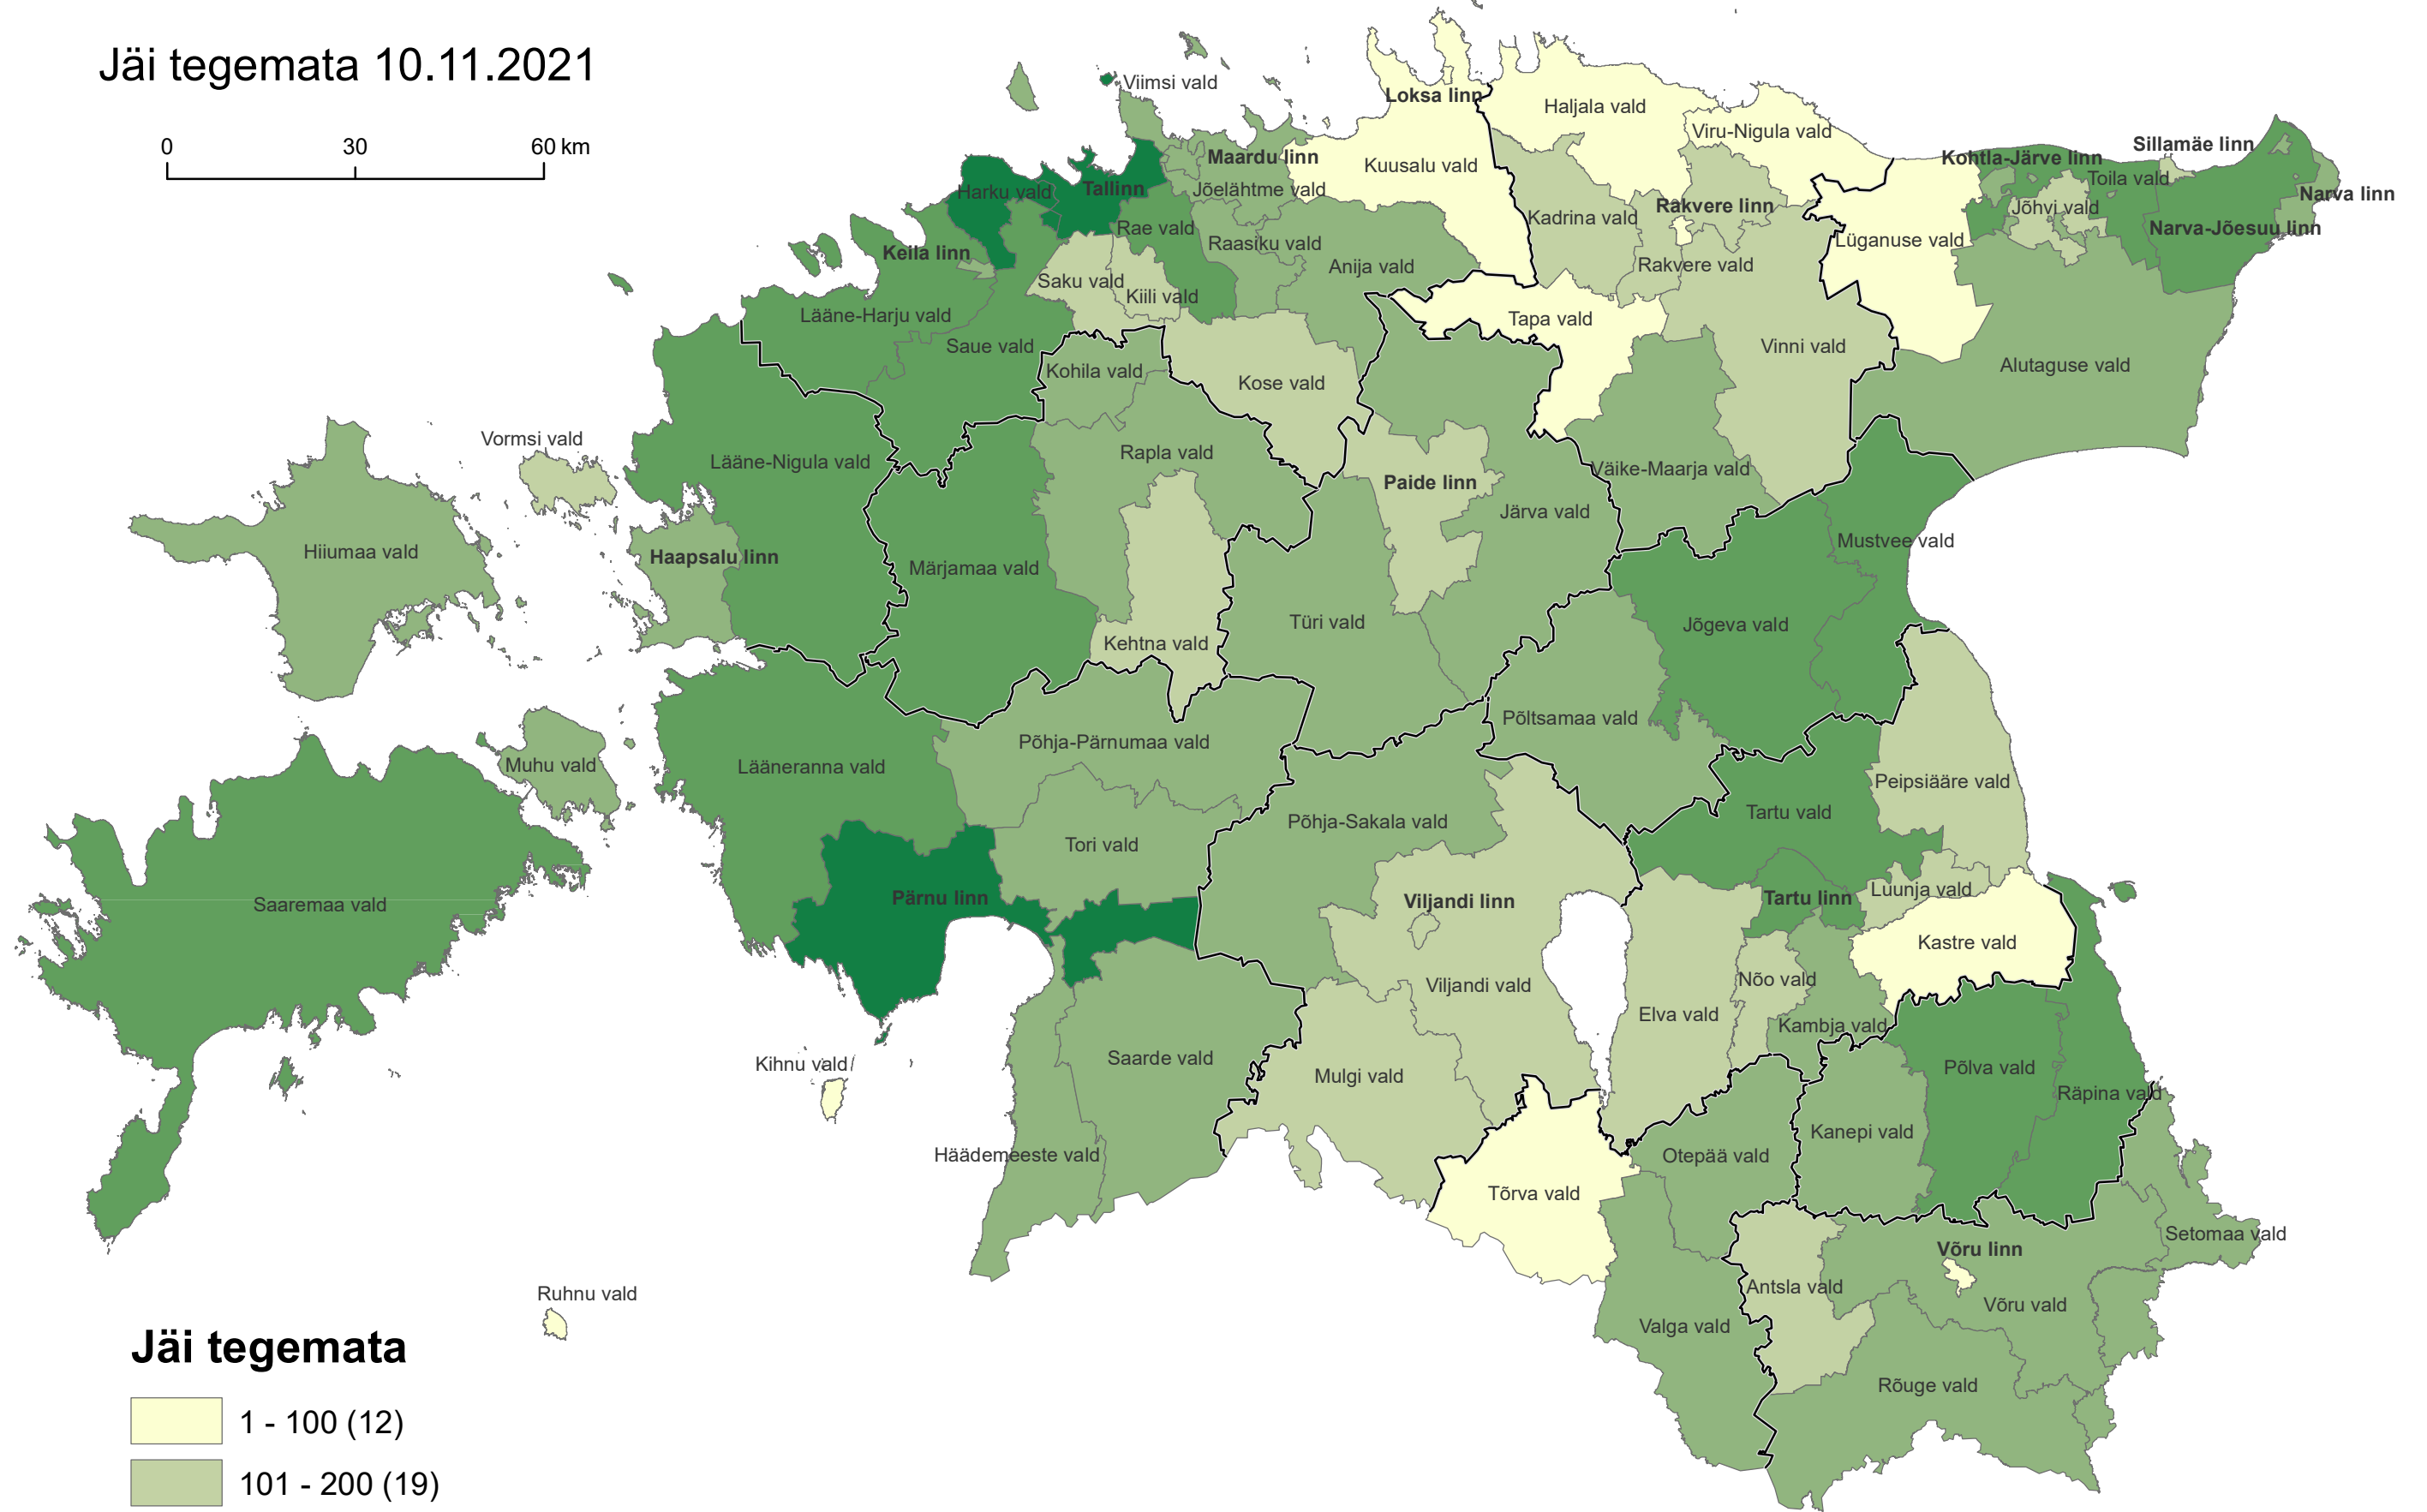 Jäi tegemata 10.11.2021
0 30 60 km
Viimsi vald
Loksa linn
Haljala vald
Viru-Nigula vald
Maardu linn
Kuusalu vald
Kohtla-Järve linn
Sillamäe linn
Harku vald
Tallinn
Jõelähtme vald
Toila vald
Narva linn
Kadrina vald
Rakvere linn
Jõhvi vald
Rae vald
Raasiku vald
Lüganuse vald
Narva-Jõesuu linn
Keila linn
Anija vald
Rakvere vald
Saku vald
Kiili vald
Lääne-Harju vald
Tapa vald
Saue vald
Vinni vald
Alutaguse vald
Kohila vald
Kose vald
Vormsi vald
Rapla vald
Lääne-Nigula vald
Väike-Maarja vald
Paide linn
Järva vald
Hiiumaa vald
Haapsalu linn
Märjamaa vald
Mustvee vald
Türi vald
Jõgeva vald
Kehtna vald
Põltsamaa vald
Põhja-Pärnumaa vald
Muhu vald
Lääneranna vald
Peipsiääre vald
Tartu vald
Põhja-Sakala vald
Tori vald
Saaremaa vald
Pärnu linn
Viljandi linn
Tartu linn
Luunja vald
Kastre vald
Nõo vald
Viljandi vald
Elva vald
Kambja vald
Kihnu vald
Saarde vald
Mulgi vald
Põlva vald
Räpina vald
Häädemeeste vald
Kanepi vald
Otepää vald
Tõrva vald
Setomaa vald
Võru linn
Antsla vald
Ruhnu vald
Võru vald
Valga vald
Rõuge vald
Jäi tegemata
1 - 100 (12)
101 - 200 (19)